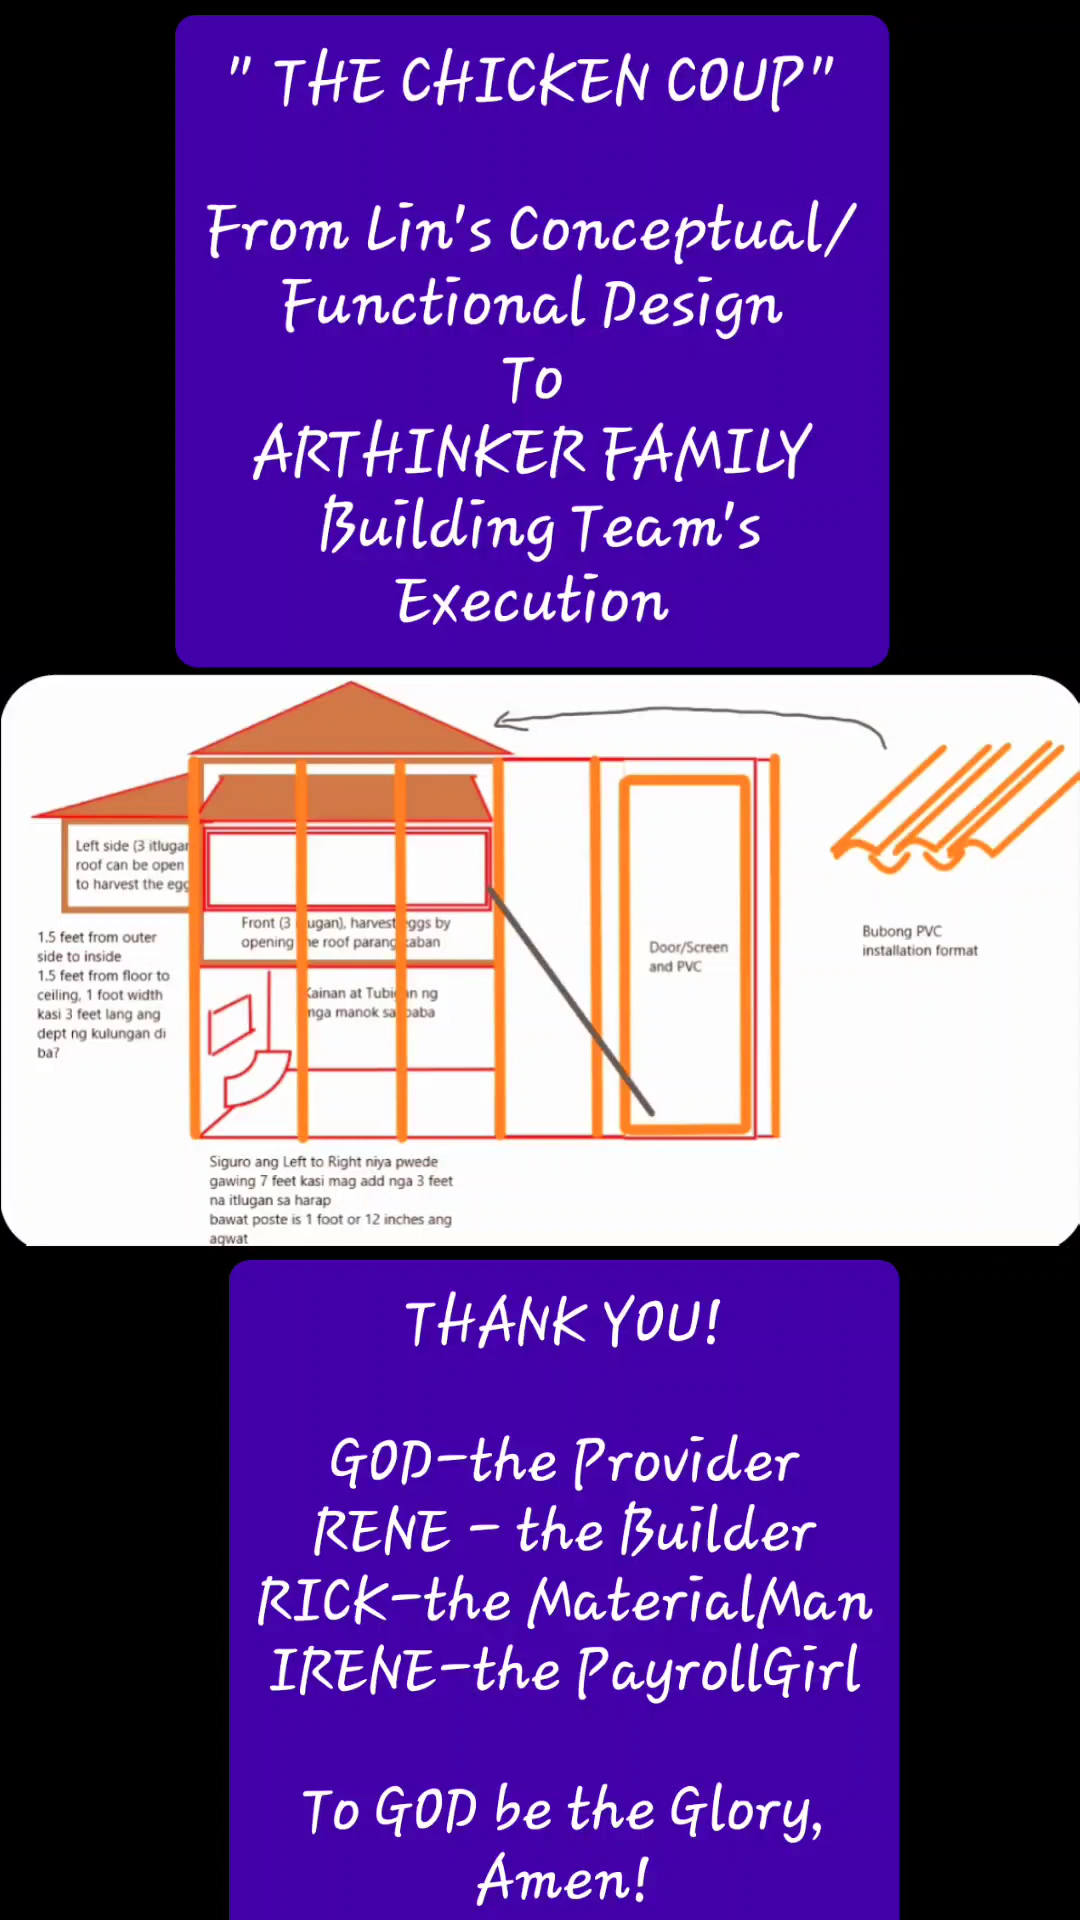 " THE CHICKEN COUP"
From Lin's Conceptual/
Functional Design
To
ARTHINKER FAMILY
Building Team's
Execution
Left side (3 itlugan
roof can be open
to harvest the egg
1.5 feet from outer
side to inside
1.5 feet from floor to
ceiling, 1 foot width
kasi 3 feet lang ang
dept ng kulungan di
ba?
Front (3 itlugan), harvest eggs by
opening the roof parang kaban
Kainan at Tubigan ng
mga manok sa baba
Door/Screen
and PVC
Bubong PVC
installation format
Siguro ang Left to Right niya pwede
gawing 7 feet kasi mag add nga 3 feet
na itlugan sa harap
bawat poste is 1 foot or 12 inches ang
agwat
THANK YOU!
GOD-the Provider
RENE - the Builder
RICK-the MaterialMan
IRENE-the PayrollGirl
To GOD be the Glory,
Amen!